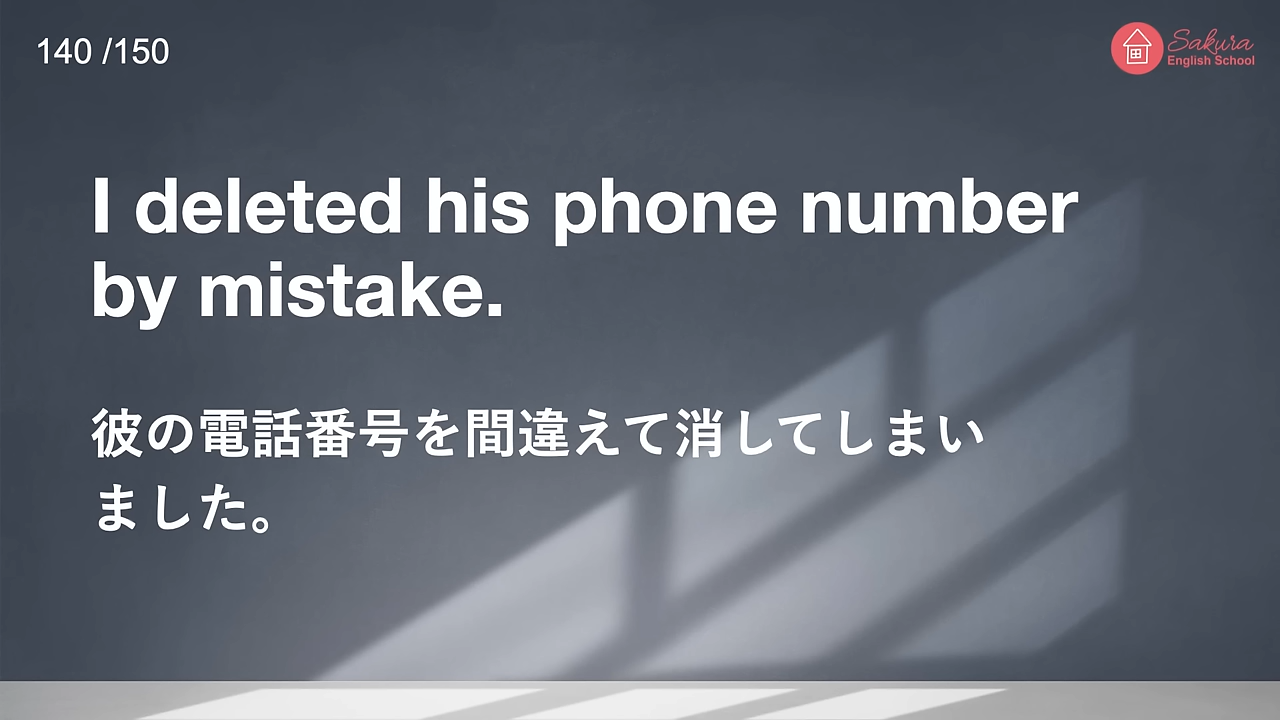 140 /150
Sakura
English School
I deleted his phone number
by mistake.
彼の電話番号を間違えて消してしまい
ました。